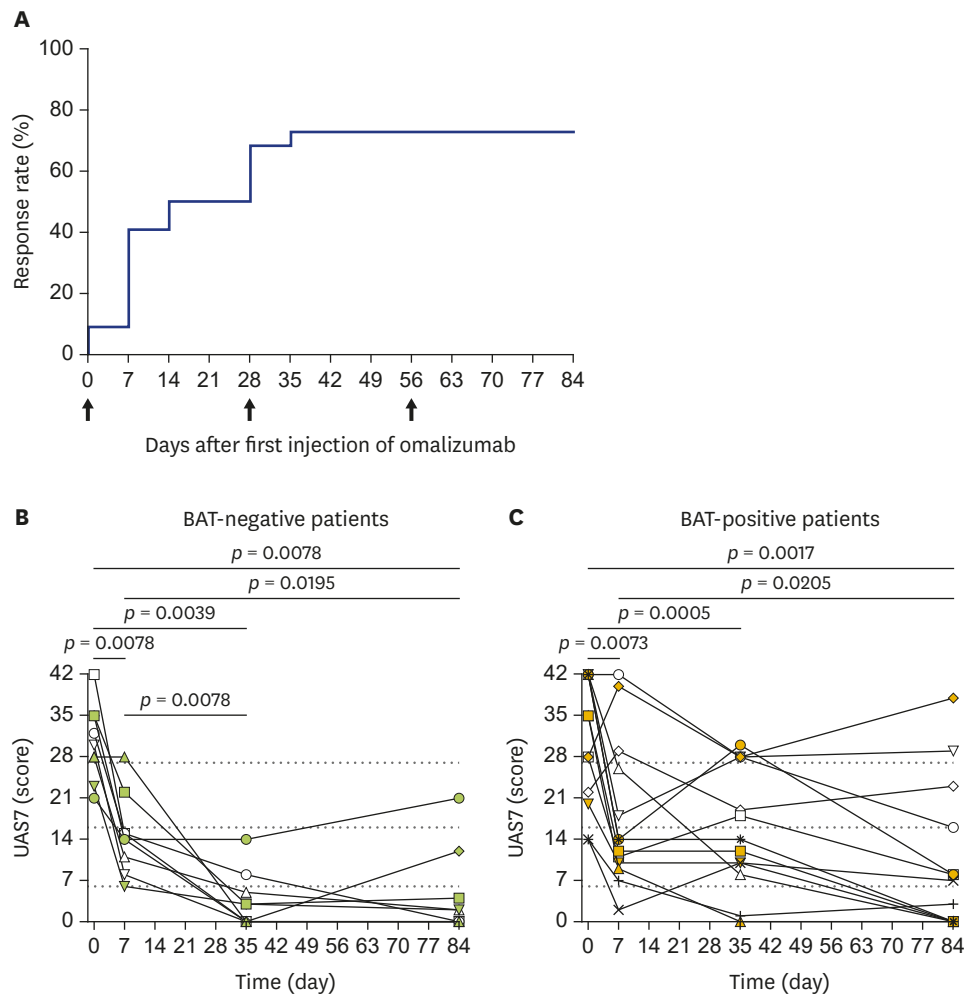 A
100
80
60
40
20
0
Response rate (%)
0 7 14 21 28 35 42 49 56 63 70 77 84
Days after first injection of omalizumab
B
BAT-negative patients
p = 0.0078
p = 0.0195
p = 0.0039
p = 0.0078
p = 0.0078
42
35
28
21
14
7
0
UAS7 (score)
0 7 14 21 28 35 42 49 56 63 70 77 84
Time (day)
C
BAT-positive patients
p = 0.0017
p = 0.0205
p = 0.0005
p = 0.0073
42
35
28
21
14
7
0
UAS7 (score)
0 7 14 21 28 35 42 49 56 63 70 77 84
Time (day)